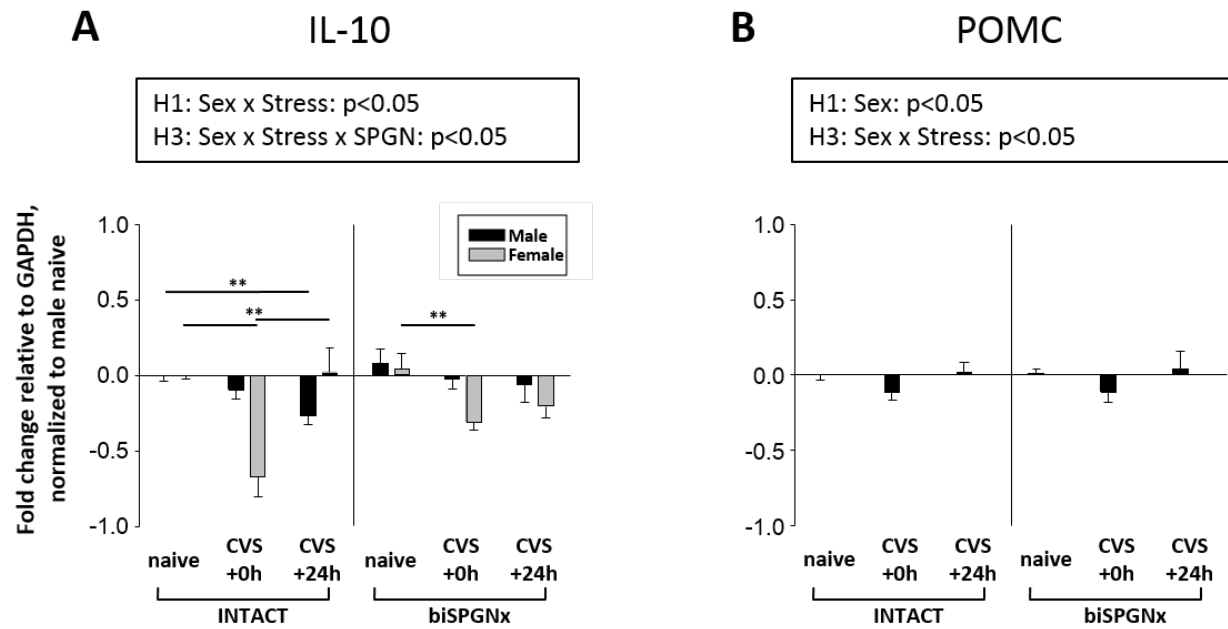 A
IL-10
H1: Sex x Stress: p<0.05
H3: Sex x Stress x SPGN: p<0.05
Fold change relative to GAPDH,
normalized to male naive
1.0
0.5
0.0
-0.5
-1.0
Male
Female
**
**
**
naive
CVS
+0h
CVS
+24h
naive
CVS
+0h
CVS
+24h
INTACT
biSPGNx
B
POMC
H1: Sex: p<0.05
H3: Sex x Stress: p<0.05
1.0
0.5
0.0
-0.5
-1.0
naive
CVS
+0h
CVS
+24h
naive
CVS
+0h
CVS
+24h
INTACT
biSPGNx